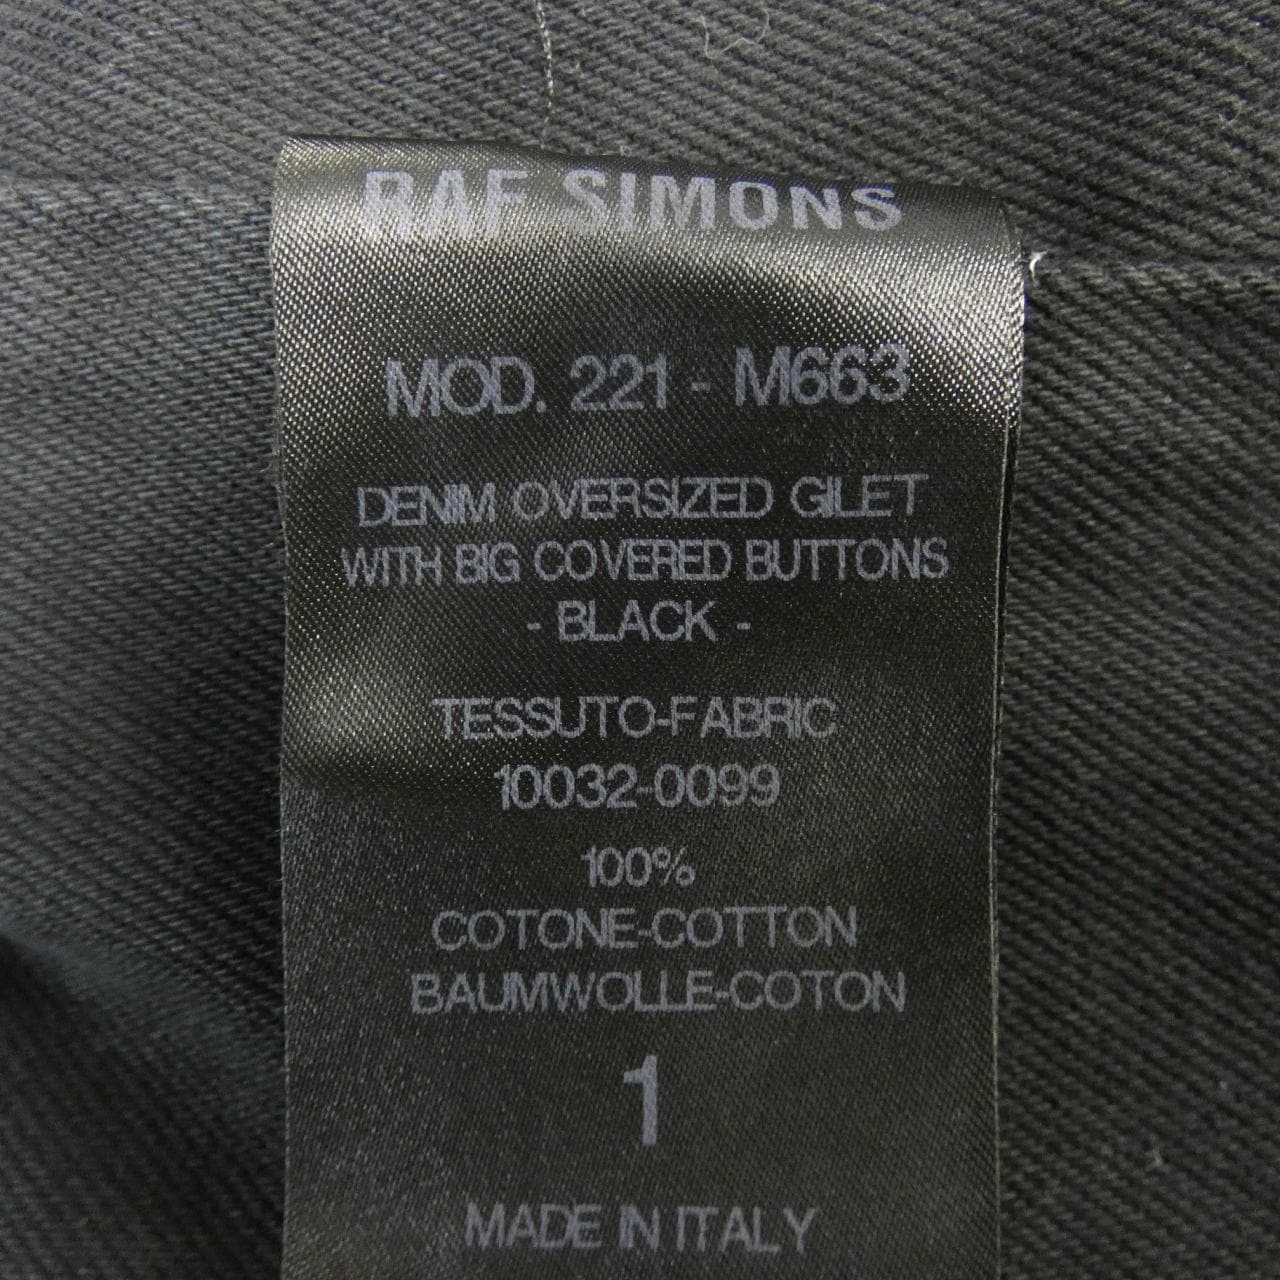 RAF SIMONS
MOD. 221 - M663
DENIM OVERSIZED GILET
WITH BIG COVERED BUTTONS
- BLACK -
TESSUTO-FABRIC
10032-0099
100%
COTONE-COTTON
BAUMWOLLE-COTON
1
MADE IN ITALY